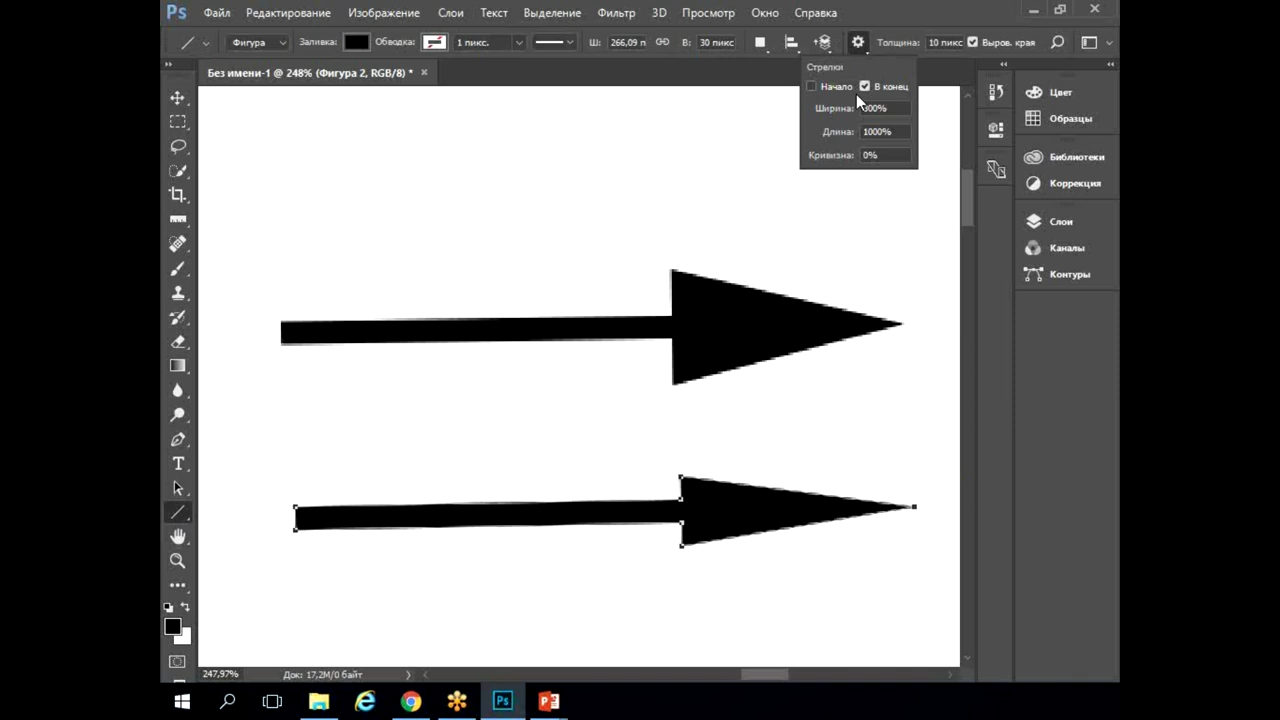 Ps Файл Редактирование Изображение Слои Текст Выделение Фильтр 3D Просмотр Окно Справка
Фигура Заливка: Обводка: 1 пикс. Ш: 266,09 п В: 30 пикс Толщина: 10 пикс Выров. края
Без имени-1 @ 248% (Фигура 2, RGB/8) * ×
Стрелки
Начало В конец
Ширина: 300%
Длина: 1000%
Кривизна: 0%
Цвет
Образцы
Библиотеки
Коррекция
Слои
Каналы
Контуры
T
247,97% Док: 17,2M/0 байт
Ps